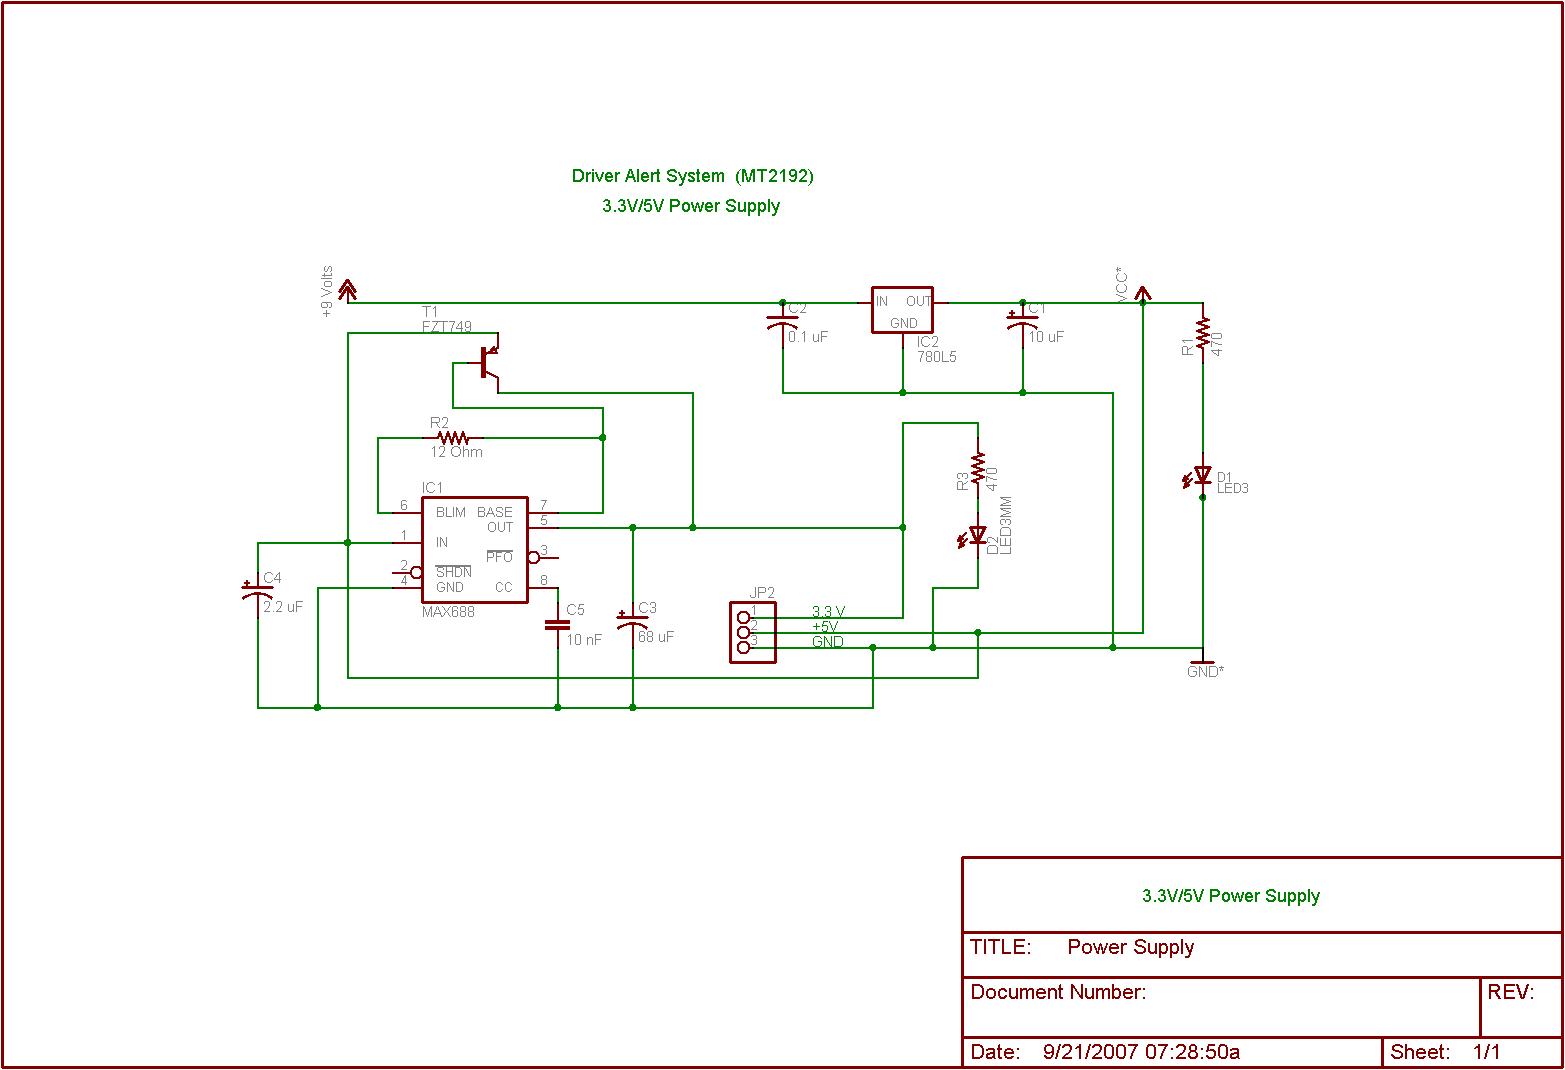 Driver Alert System (MT2192)
3.3V/5V Power Supply
+9 Volts
VCC*
T1
FZT749
C2
0.1 uF
IN
OUT
GND
IC2
780L5
C1
10 uF
R1
470
R2
12 Ohm
R3
470
D1
LED3
D2
LED3MM
IC1
6
BLIM
BASE
7
OUT
5
1
IN
PFO
3
2
SHDN
4
GND
CC
8
MAX688
C4
2.2 uF
C5
10 nF
C3
68 uF
JP2
1
3.3 V
2
+5V
3
GND
GND*
3.3V/5V Power Supply
TITLE: Power Supply
Document Number:
REV:
Date: 9/21/2007 07:28:50a
Sheet: 1/1